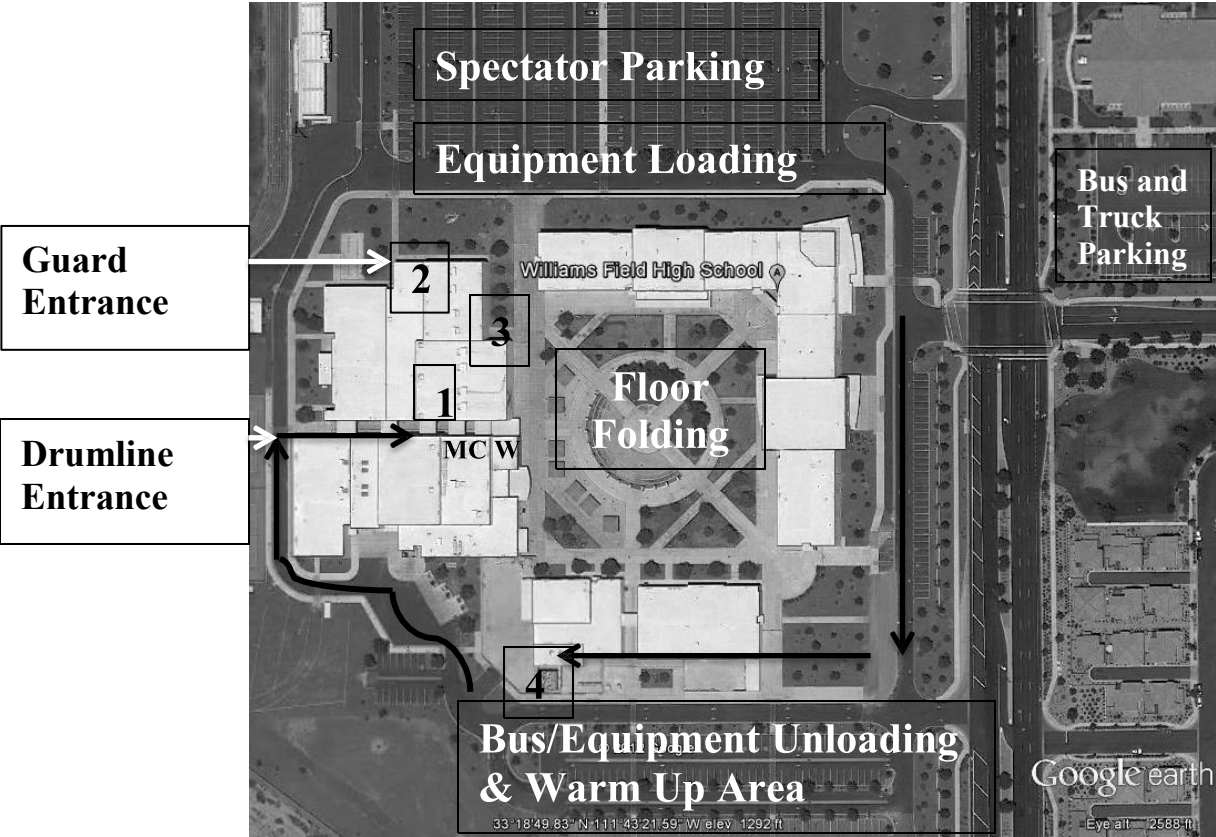 Spectator Parking
Equipment Loading
Bus and
Truck
Parking
Guard
Entrance
2
Williams Field High School
A
3
Floor
Folding
1
Drumline
Entrance
MC
W
4
Bus/Equipment Unloading
& Warm Up Area
Google earth
33°18'49.83" N 111°43'21.59" W elev 1292 ft
Eye alt 2588 ft